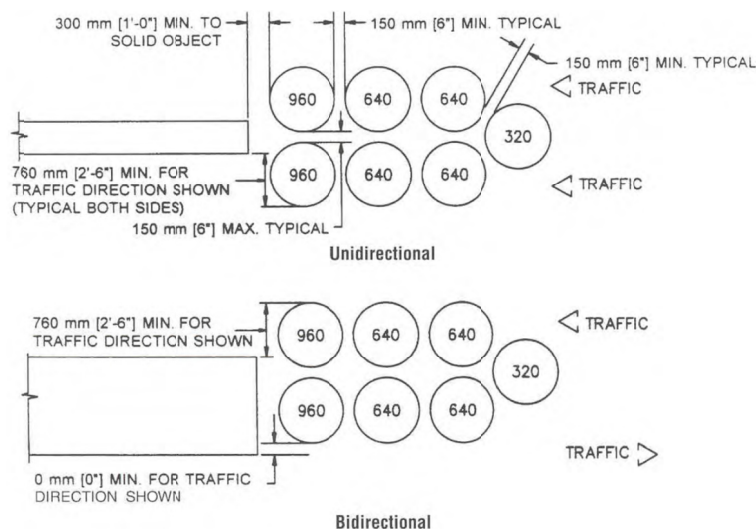 300 mm [1'-0"] MIN. TO
SOLID OBJECT
150 mm [6"] MIN. TYPICAL
150 mm [6"] MIN. TYPICAL
TRAFFIC
960 640 640
320
760 mm [2'-6"] MIN. FOR
TRAFFIC DIRECTION SHOWN
(TYPICAL BOTH SIDES)
960 640 640
TRAFFIC
150 mm [6"] MAX. TYPICAL
Unidirectional
760 mm [2'-6"] MIN. FOR
TRAFFIC DIRECTION SHOWN
TRAFFIC
960 640 640
320
960 640 640
TRAFFIC
0 mm [0"] MIN. FOR TRAFFIC
DIRECTION SHOWN
Bidirectional